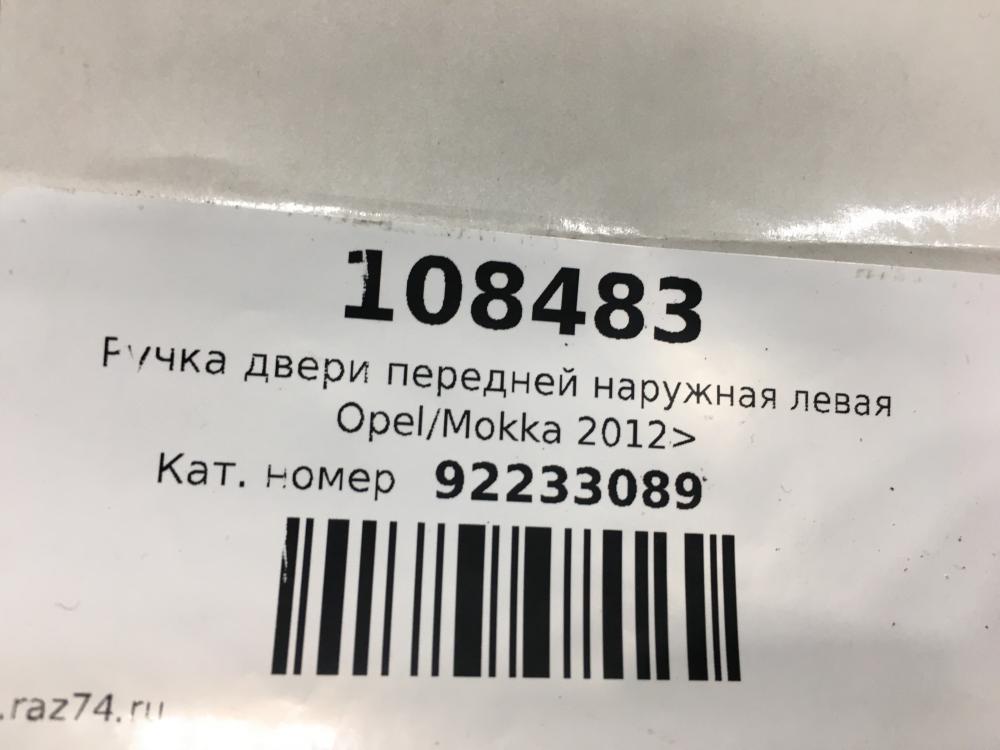 108483
Ручка двери передней наружная левая
Opel/Mokka 2012>
Кат. номер 92233089
.raz74.ru